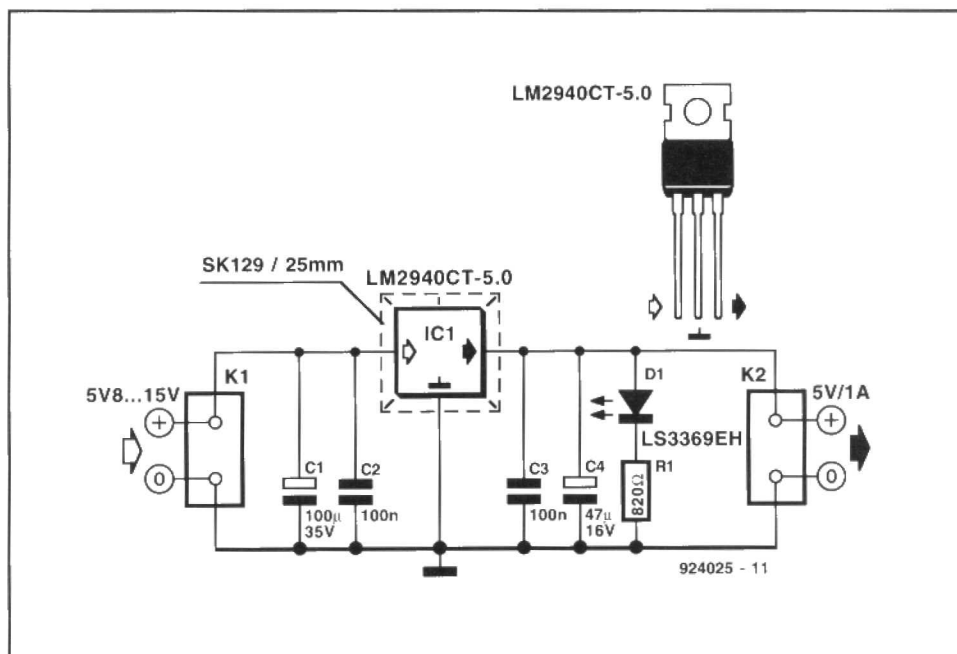 LM2940CT-5.0
SK129 / 25mm
LM2940CT-5.0
IC1
K1
5V8...15V
+
0
C1
100µ
35V
C2
100n
C3
100n
C4
47µ
16V
D1
LS3369EH
R1
820Ω
K2
5V/1A
+
0
924025 - 11